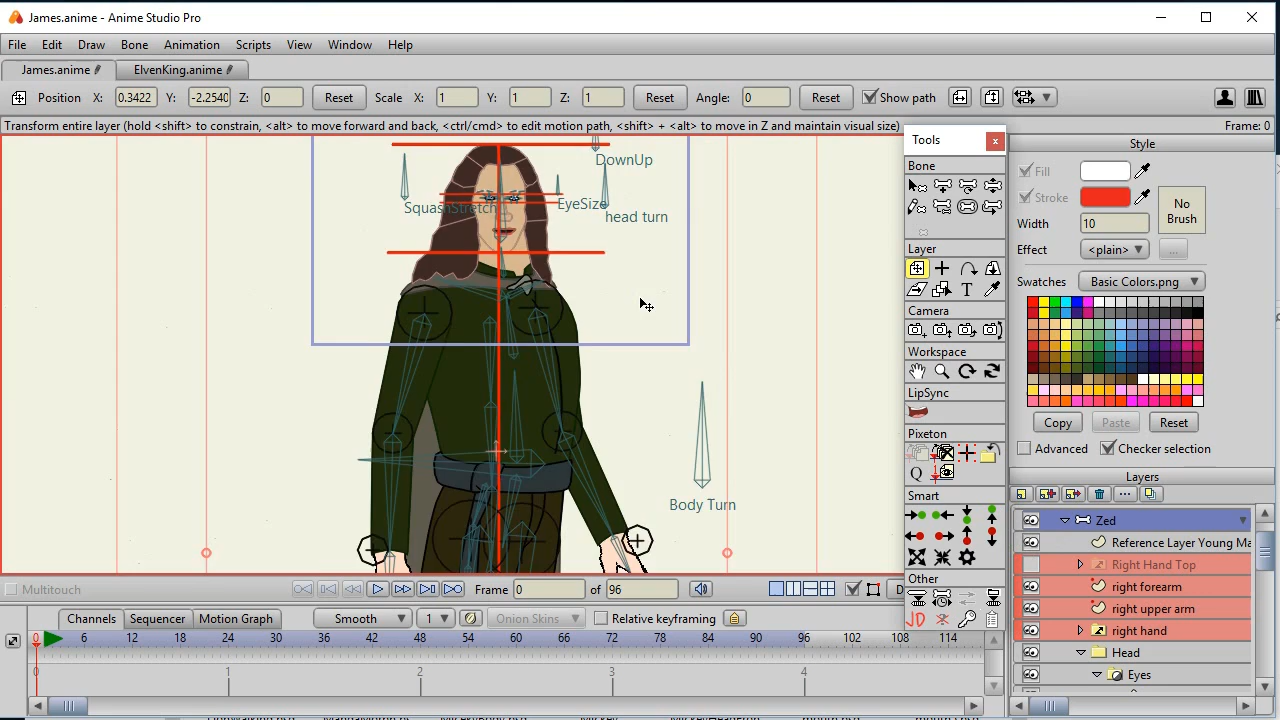 James.anime - Anime Studio Pro
File Edit Draw Bone Animation Scripts View Window Help
James.anime ElvenKing.anime
Position X: 0.3422 Y: -2.2540 Z: 0 Reset Scale X: 1 Y: 1 Z: 1 Reset Angle: 0 Reset Show path
Transform entire layer (hold <shift> to constrain, <alt> to move forward and back, <ctrl/cmd> to edit motion path, <shift> + <alt> to move in Z and maintain visual size) Frame: 0
Tools
Bone
Layer
T
Camera
Workspace
LipSync
Pixeton
Q
Smart
Other
JD
Style
Fill
Stroke
No
Brush
Width 10
Effect <plain> ...
Swatches Basic Colors.png
Copy Paste Reset
Advanced Checker selection
Layers
Zed
Reference Layer Young Ma
Right Hand Top
right forearm
right upper arm
right hand
Head
Eyes
DownUp
SquashStretch
EyeSize
head turn
Body Turn
Multitouch Frame 0 of 96 D
Channels Sequencer Motion Graph Smooth 1 Onion Skins Relative keyframing
0 6 12 18 24 30 36 42 48 54 60 66 72 78 84 90 96 102 108 114
0 1 2 3 4